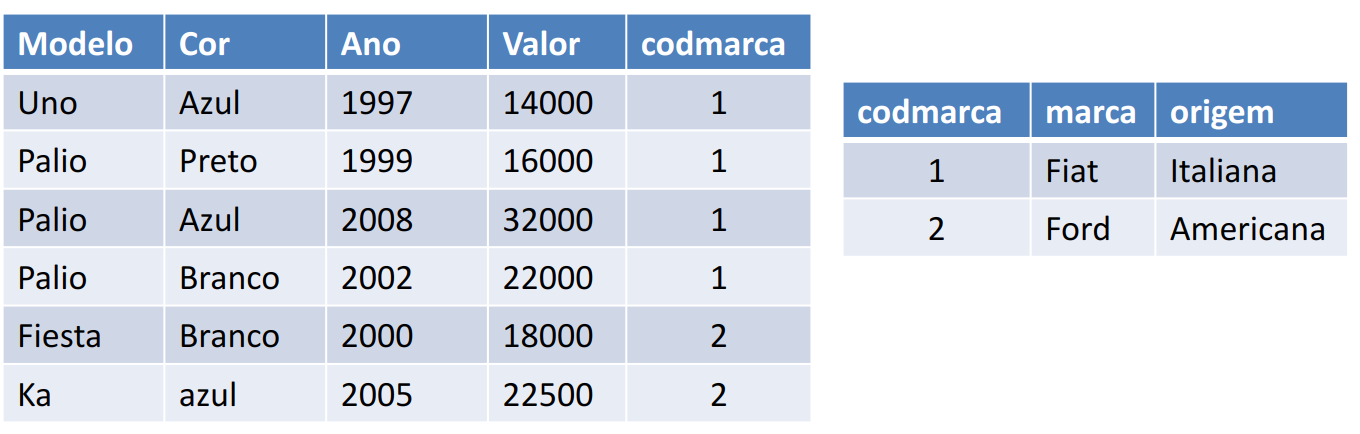 Modelo Cor Ano Valor codmarca
Uno Azul 1997 14000 1
Palio Preto 1999 16000 1
Palio Azul 2008 32000 1
Palio Branco 2002 22000 1
Fiesta Branco 2000 18000 2
Ka azul 2005 22500 2
codmarca marca origem
1 Fiat Italiana
2 Ford Americana